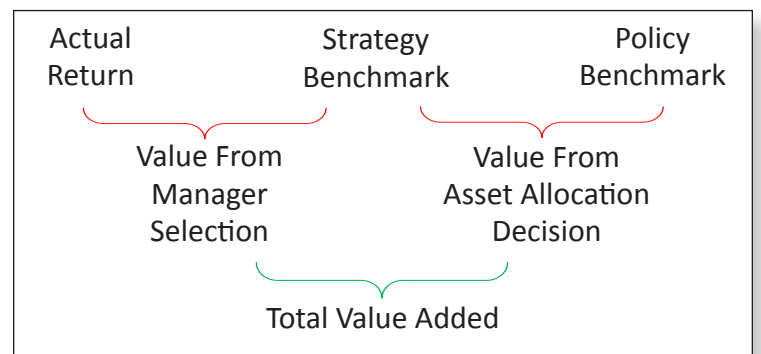 Actual
Return
Strategy
Benchmark
Policy
Benchmark
Value From
Manager
Selection
Value From
Asset Allocation
Decision
Total Value Added